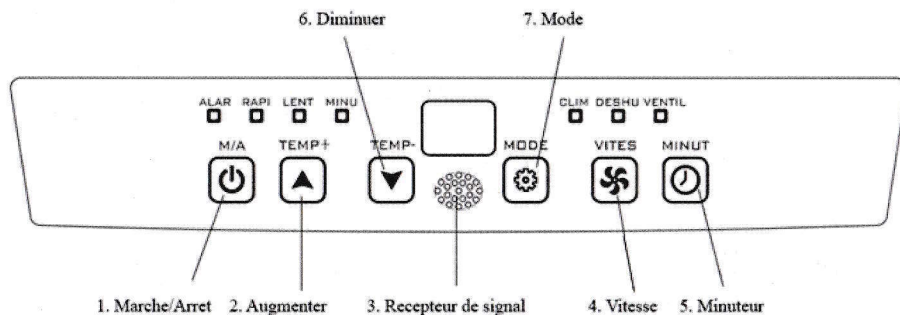 6. Diminuer 7. Mode
ALAR RAPI LENT MINU CLIM DESHU VENTIL
M/A TEMP+ TEMP- MODE VITES MINUT
1. Marche/Arret 2. Augmenter 3. Recepteur de signal 4. Vitesse 5. Minuteur